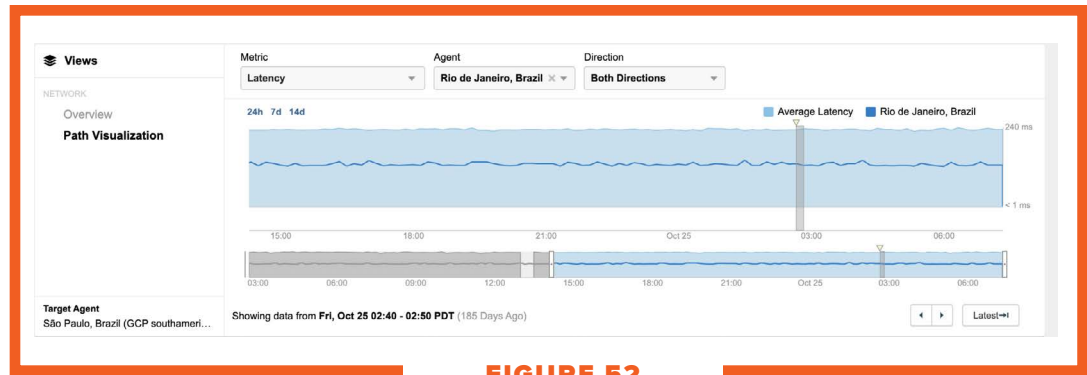 Views
NETWORK
Overview
Path Visualization
Target Agent
São Paulo, Brazil (GCP southameri...
Metric
Agent
Direction
Latency
Rio de Janeiro, Brazil
Both Directions
24h 7d 14d
Average Latency
Rio de Janeiro, Brazil
240 ms
< 1 ms
15:00 18:00 21:00 Oct 25 03:00 06:00
03:00 06:00 09:00 12:00 15:00 18:00 21:00 Oct 25 03:00 06:00
Showing data from Fri, Oct 25 02:40 - 02:50 PDT (185 Days Ago)
Latest
FIGURE 52